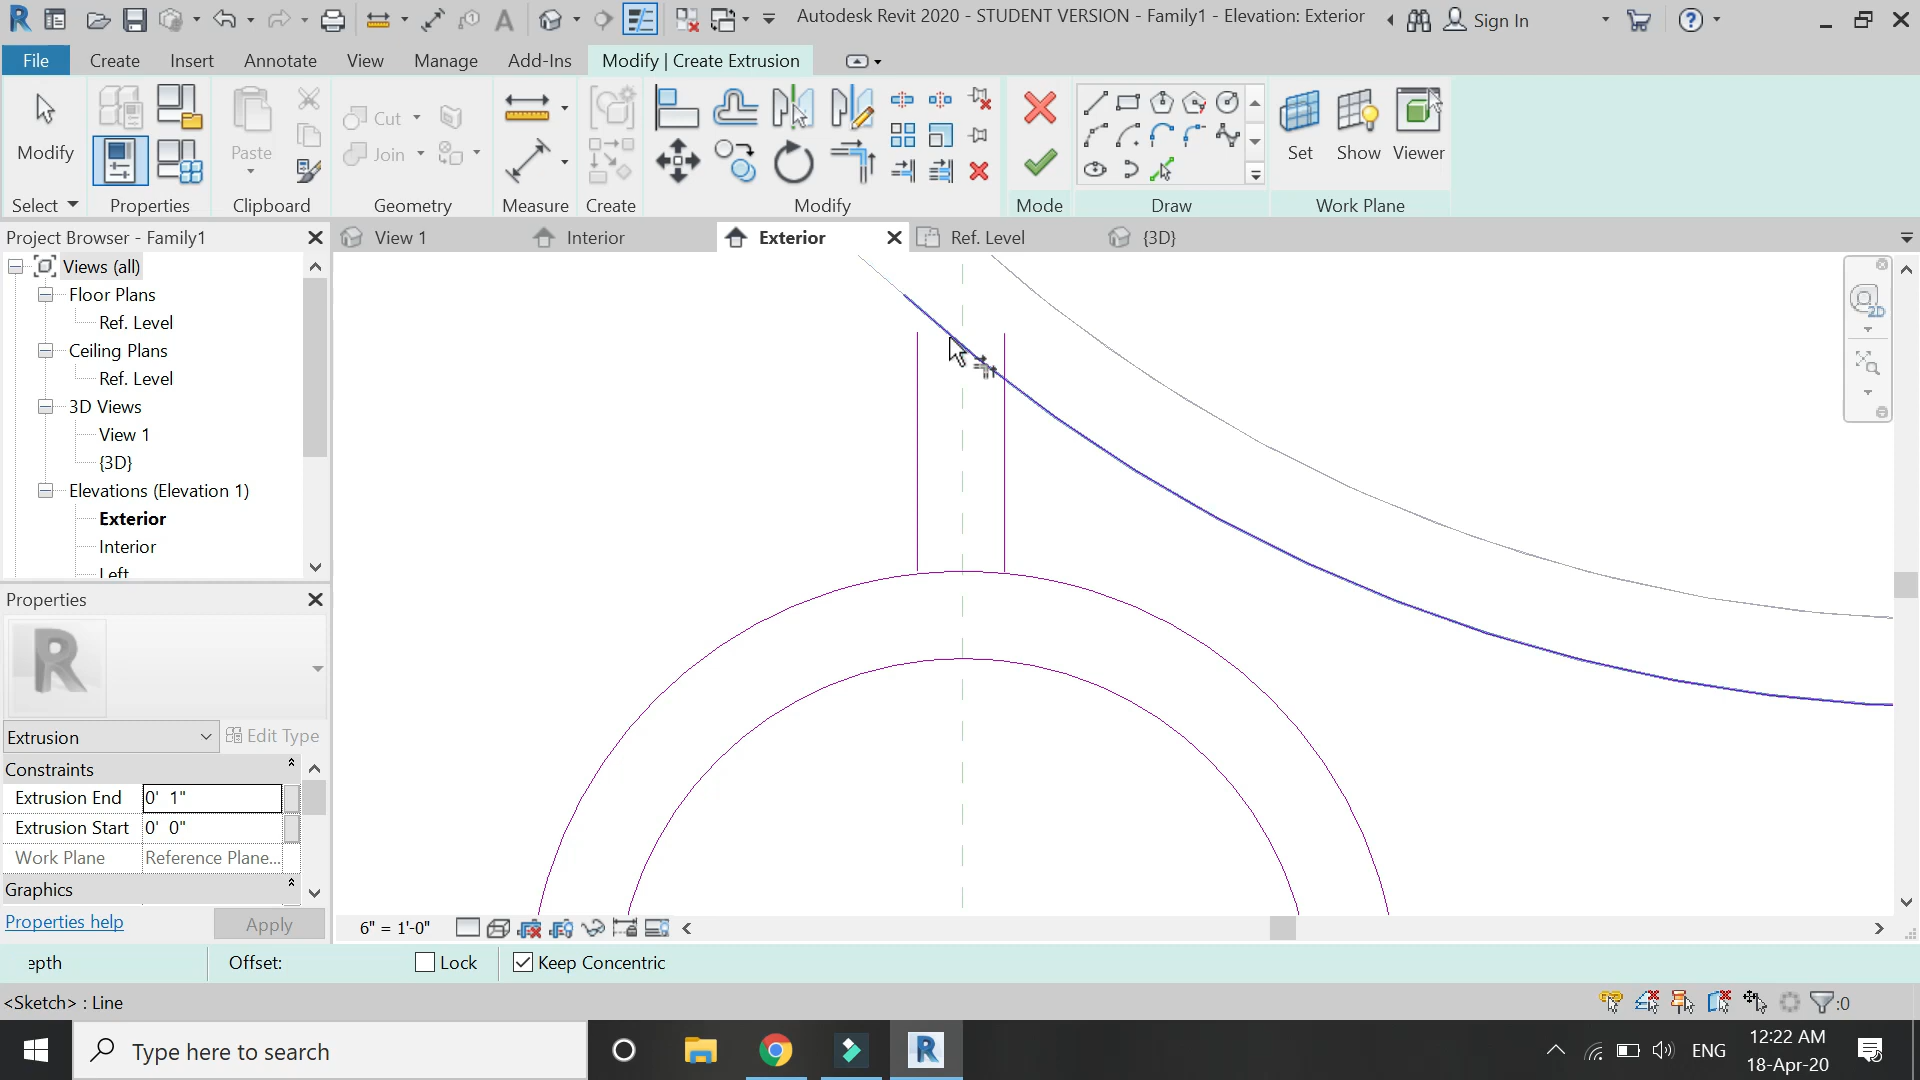 Autodesk Revit 2020 - STUDENT VERSION - Family1 - Elevation: Exterior
Sign In
File
Create
Insert
Annotate
View
Manage
Add-Ins
Modify | Create Extrusion
Modify
Cut
Join
Paste
Set
Show
Viewer
Select
Properties
Clipboard
Geometry
Measure
Create
Modify
Mode
Draw
Work Plane
Project Browser - Family1
View 1
Interior
Exterior
Ref. Level
{3D}
Views (all)
Floor Plans
Ref. Level
Ceiling Plans
Ref. Level
3D Views
View 1
{3D}
Elevations (Elevation 1)
Exterior
Interior
Left
2D
Properties
R
Extrusion
Edit Type
Constraints
Extrusion End 0' 1"
Extrusion Start 0' 0"
Work Plane Reference Plane...
Graphics
Properties help
Apply
6" = 1'-0"
epth
Offset:
Lock
Keep Concentric
<Sketch> : Line
:0
Type here to search
R
ENG
12:22 AM
18-Apr-20